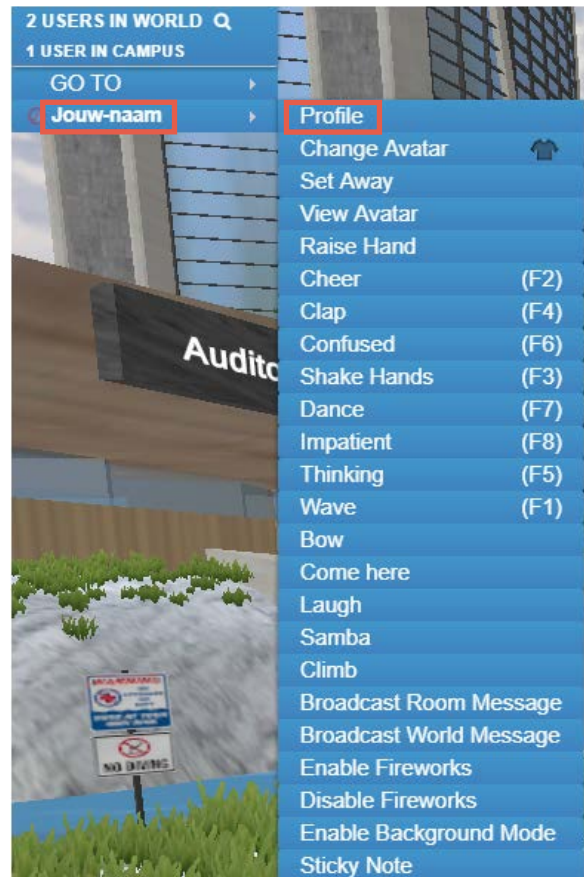 2 USERS IN WORLD
1 USER IN CAMPUS
GO TO
Jouw-naam
Profile
Change Avatar
Set Away
View Avatar
Raise Hand
Cheer (F2)
Clap (F4)
Confused (F6)
Shake Hands (F3)
Dance (F7)
Impatient (F8)
Thinking (F5)
Wave (F1)
Bow
Come here
Laugh
Samba
Climb
Broadcast Room Message
Broadcast World Message
Enable Fireworks
Disable Fireworks
Enable Background Mode
Sticky Note
Audito
NO DIVING